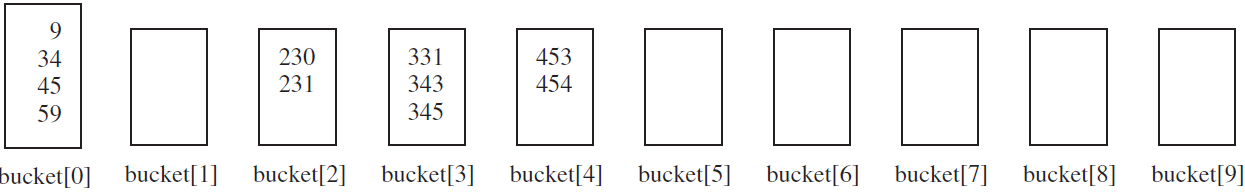 9
34 230 331 453
45 231 343 454
59 345
bucket[0] bucket[1] bucket[2] bucket[3] bucket[4] bucket[5] bucket[6] bucket[7] bucket[8] bucket[9]